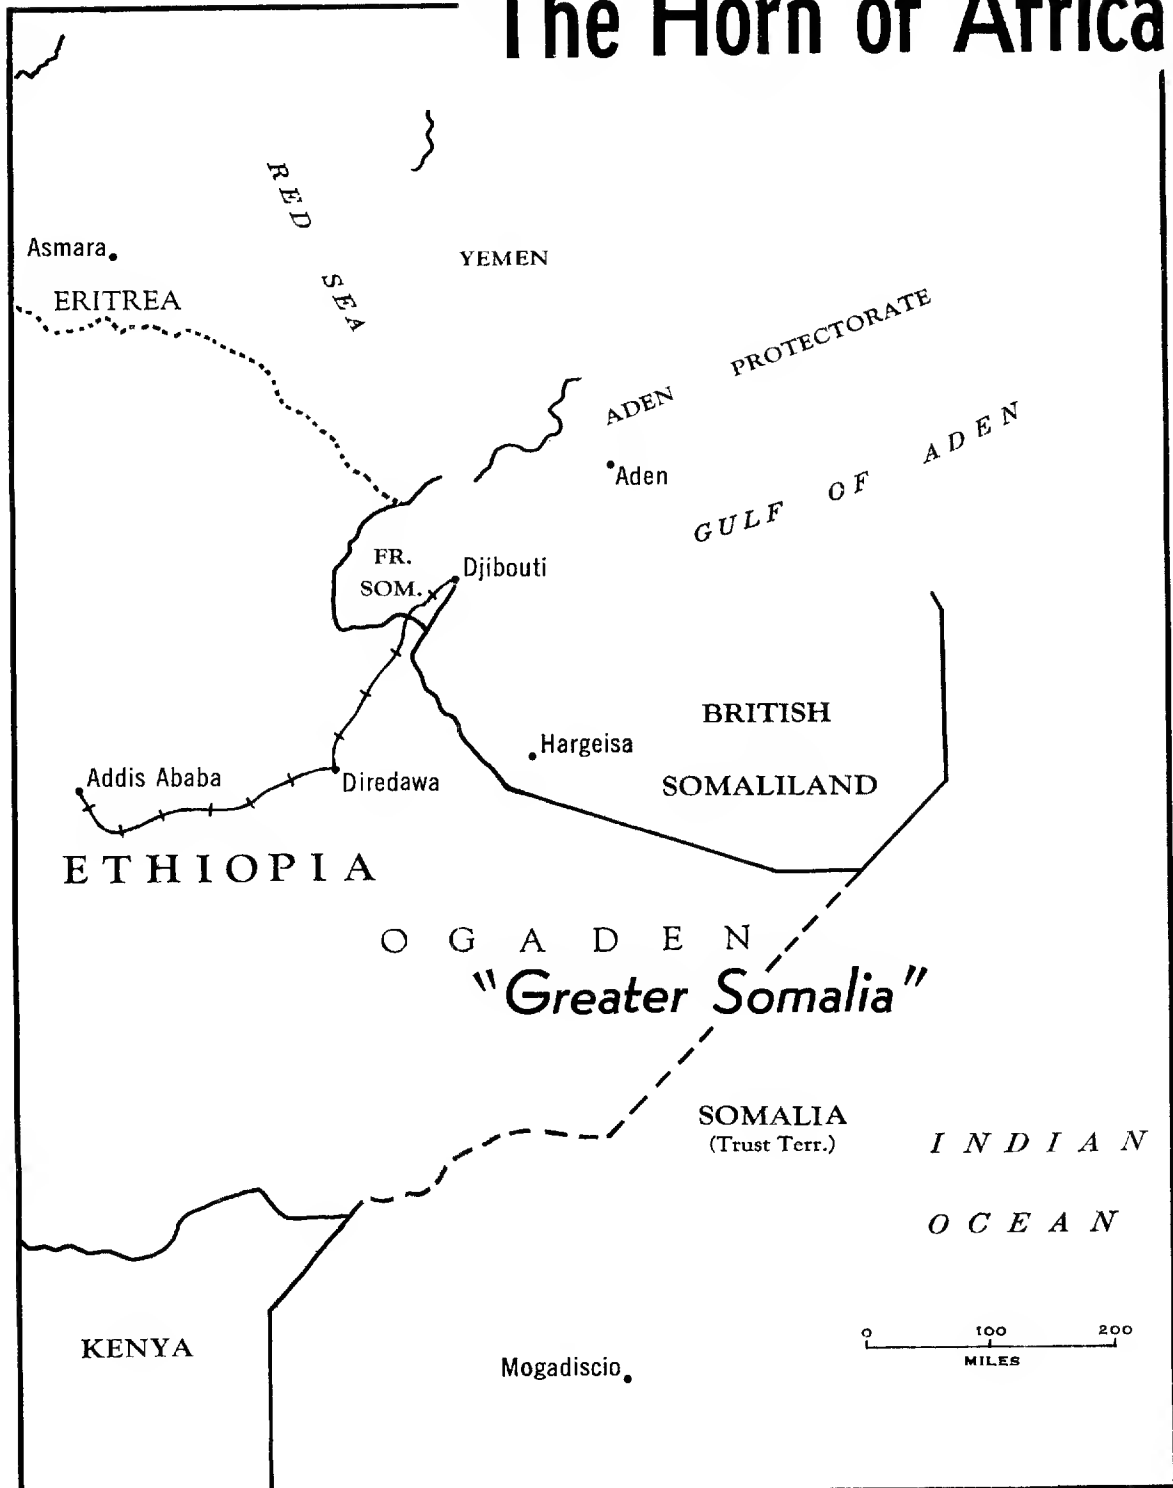 The Horn of Africa
RED SEA
Asmara
YEMEN
ERITREA
ADEN PROTECTORATE
Aden
GULF OF ADEN
FR.
SOM.
Djibouti
BRITISH
SOMALILAND
Hargeisa
Addis Ababa
Diredawa
ETHIOPIA
OGADEN
"Greater Somalia"
SOMALIA
(Trust Terr.)
INDIAN
OCEAN
KENYA
0 100 200
MILES
Mogadiscio